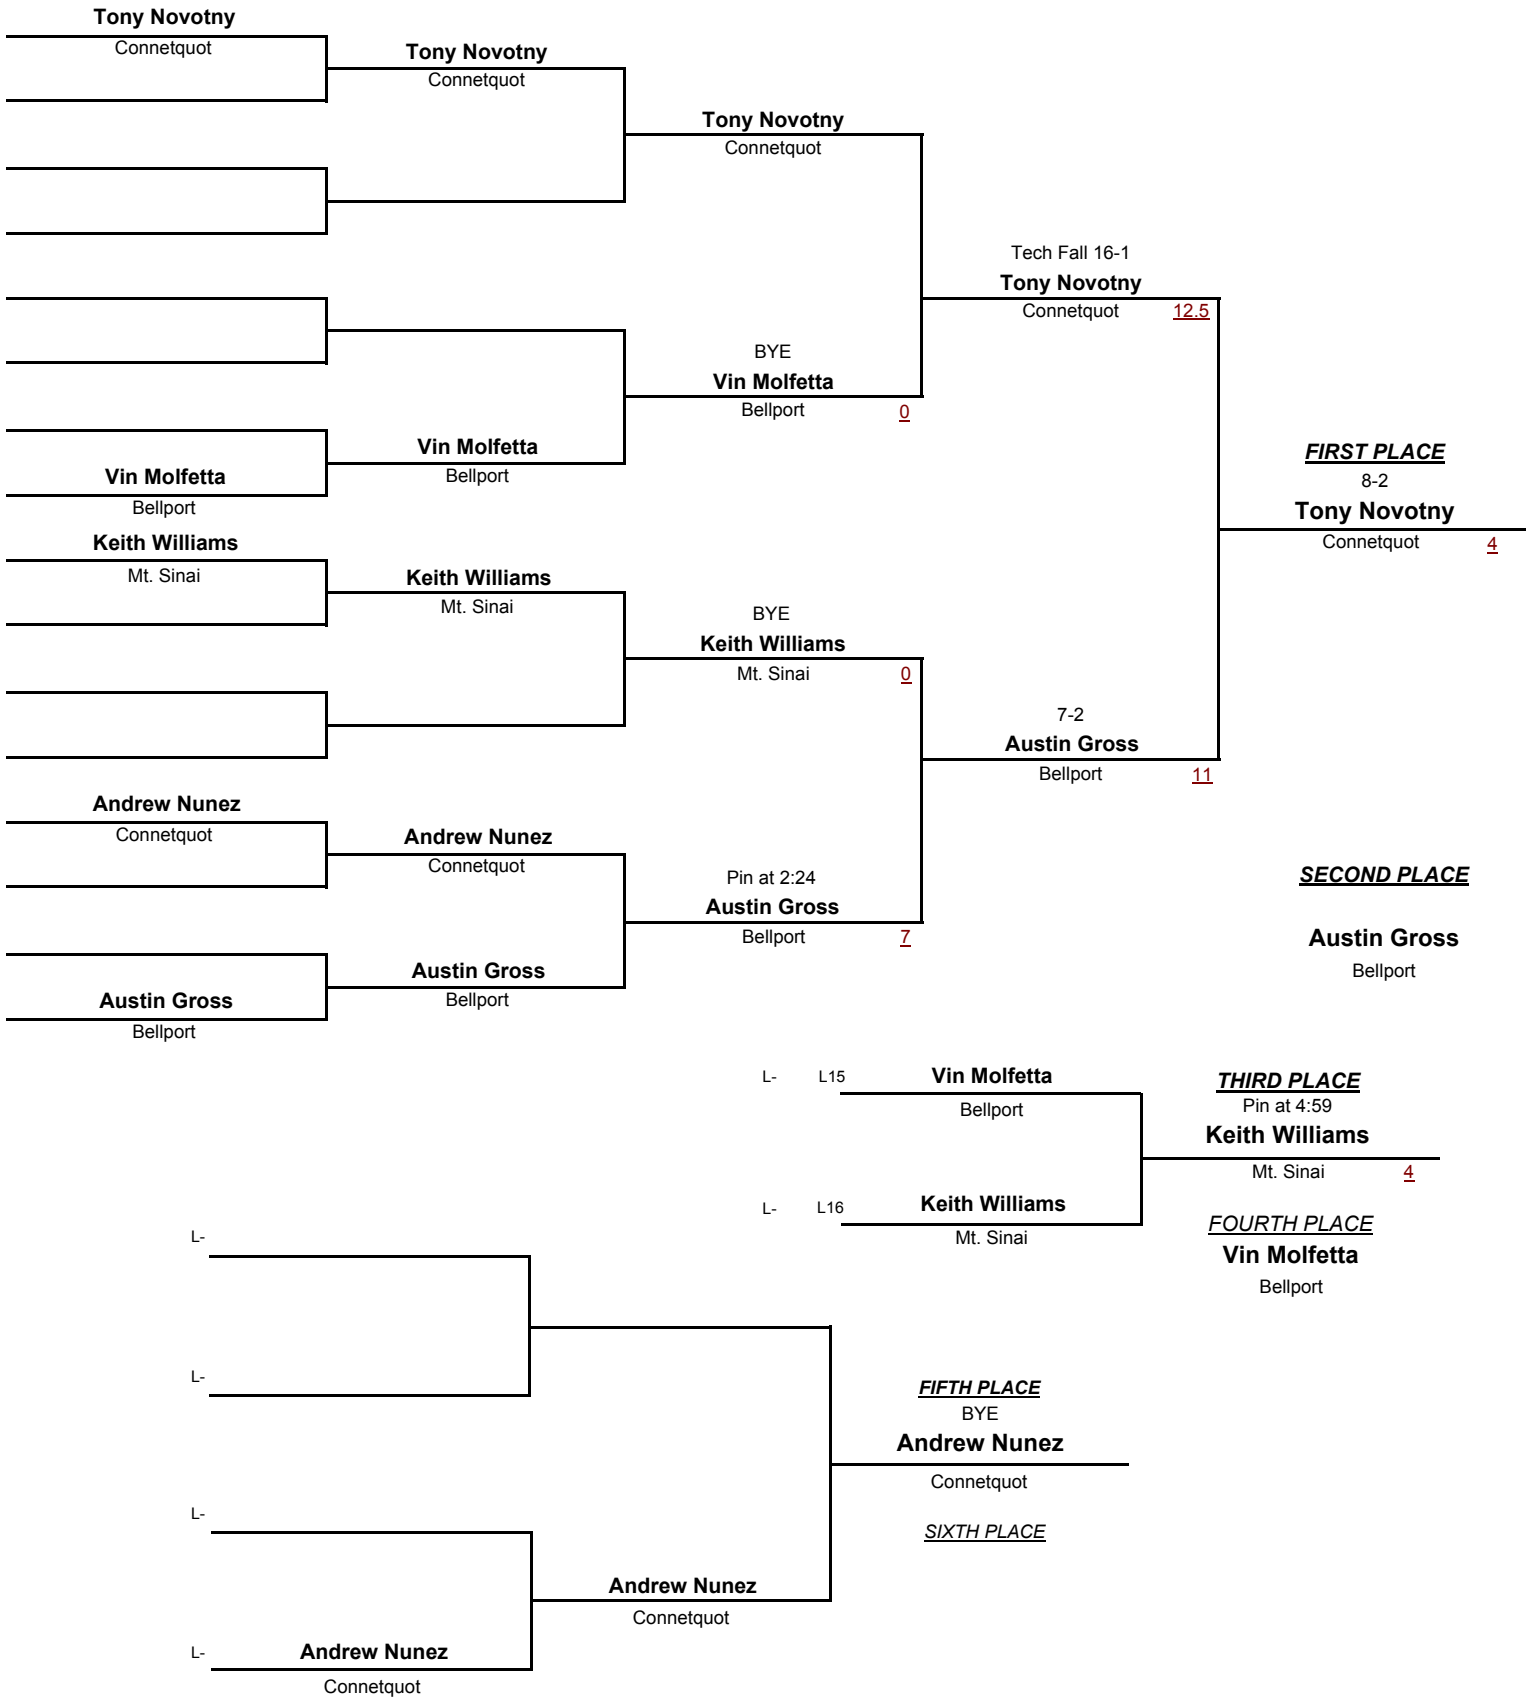 Tony Novotny
Connetquot
Tony Novotny
Connetquot
Tony Novotny
Connetquot
Tech Fall 16-1
Tony Novotny
Connetquot 12.5
BYE
Vin Molfetta
Bellport 0
Vin Molfetta
Bellport
Vin Molfetta
Bellport
FIRST PLACE
8-2
Tony Novotny
Connetquot 4
Keith Williams
Mt. Sinai
Keith Williams
Mt. Sinai
BYE
Keith Williams
Mt. Sinai 0
7-2
Austin Gross
Bellport 11
Andrew Nunez
Connetquot
Andrew Nunez
Connetquot
Pin at 2:24
Austin Gross
Bellport 7
Austin Gross
Bellport
Austin Gross
Bellport
SECOND PLACE
Austin Gross
Bellport
L- L15 Vin Molfetta
Bellport
THIRD PLACE
Pin at 4:59
Keith Williams
Mt. Sinai 4
L- L16 Keith Williams
Mt. Sinai
FOURTH PLACE
Vin Molfetta
Bellport
L-
L-
FIFTH PLACE
BYE
Andrew Nunez
Connetquot
SIXTH PLACE
L-
Andrew Nunez
Connetquot
L- Andrew Nunez
Connetquot